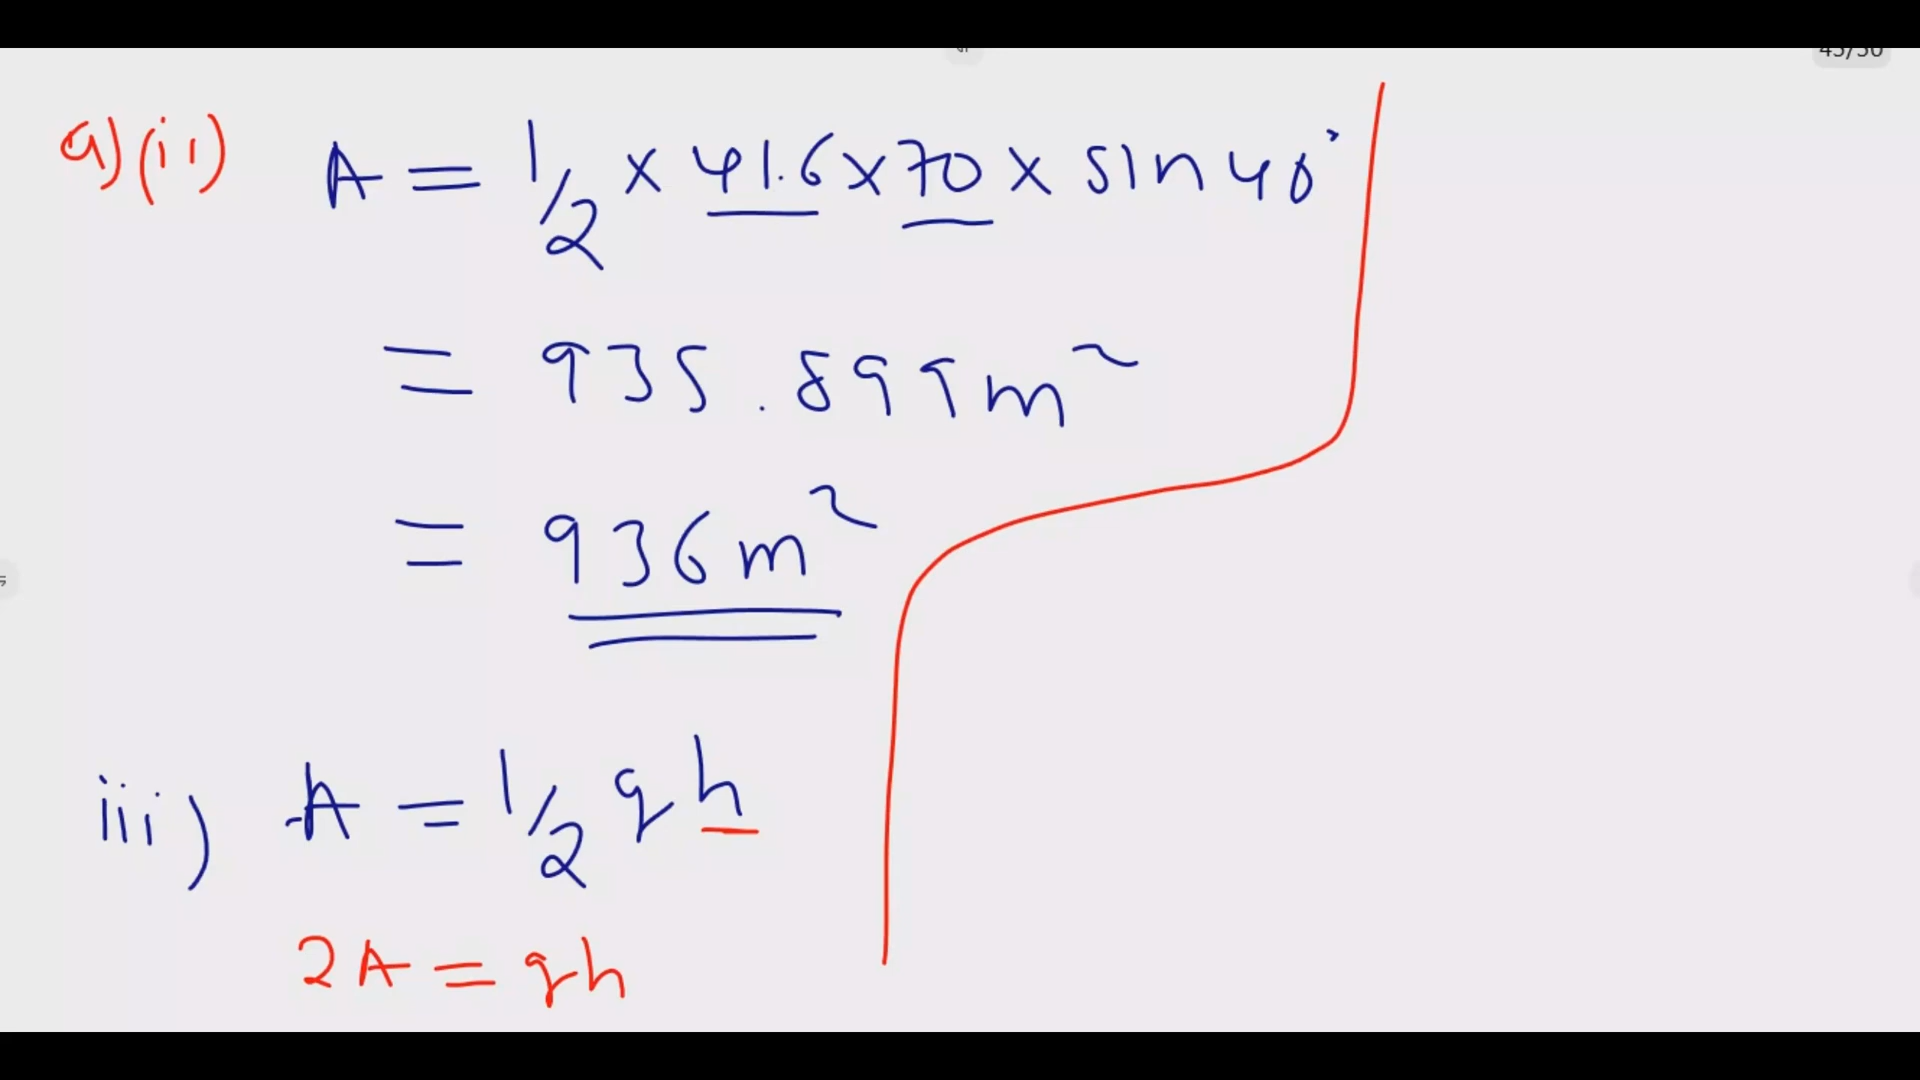 a)(ii) A = 1/2 × 41.6 × 70 × sin 40°
= 935.899 m²
= 936 m²
iii) A = 1/2 qh
2A = qh